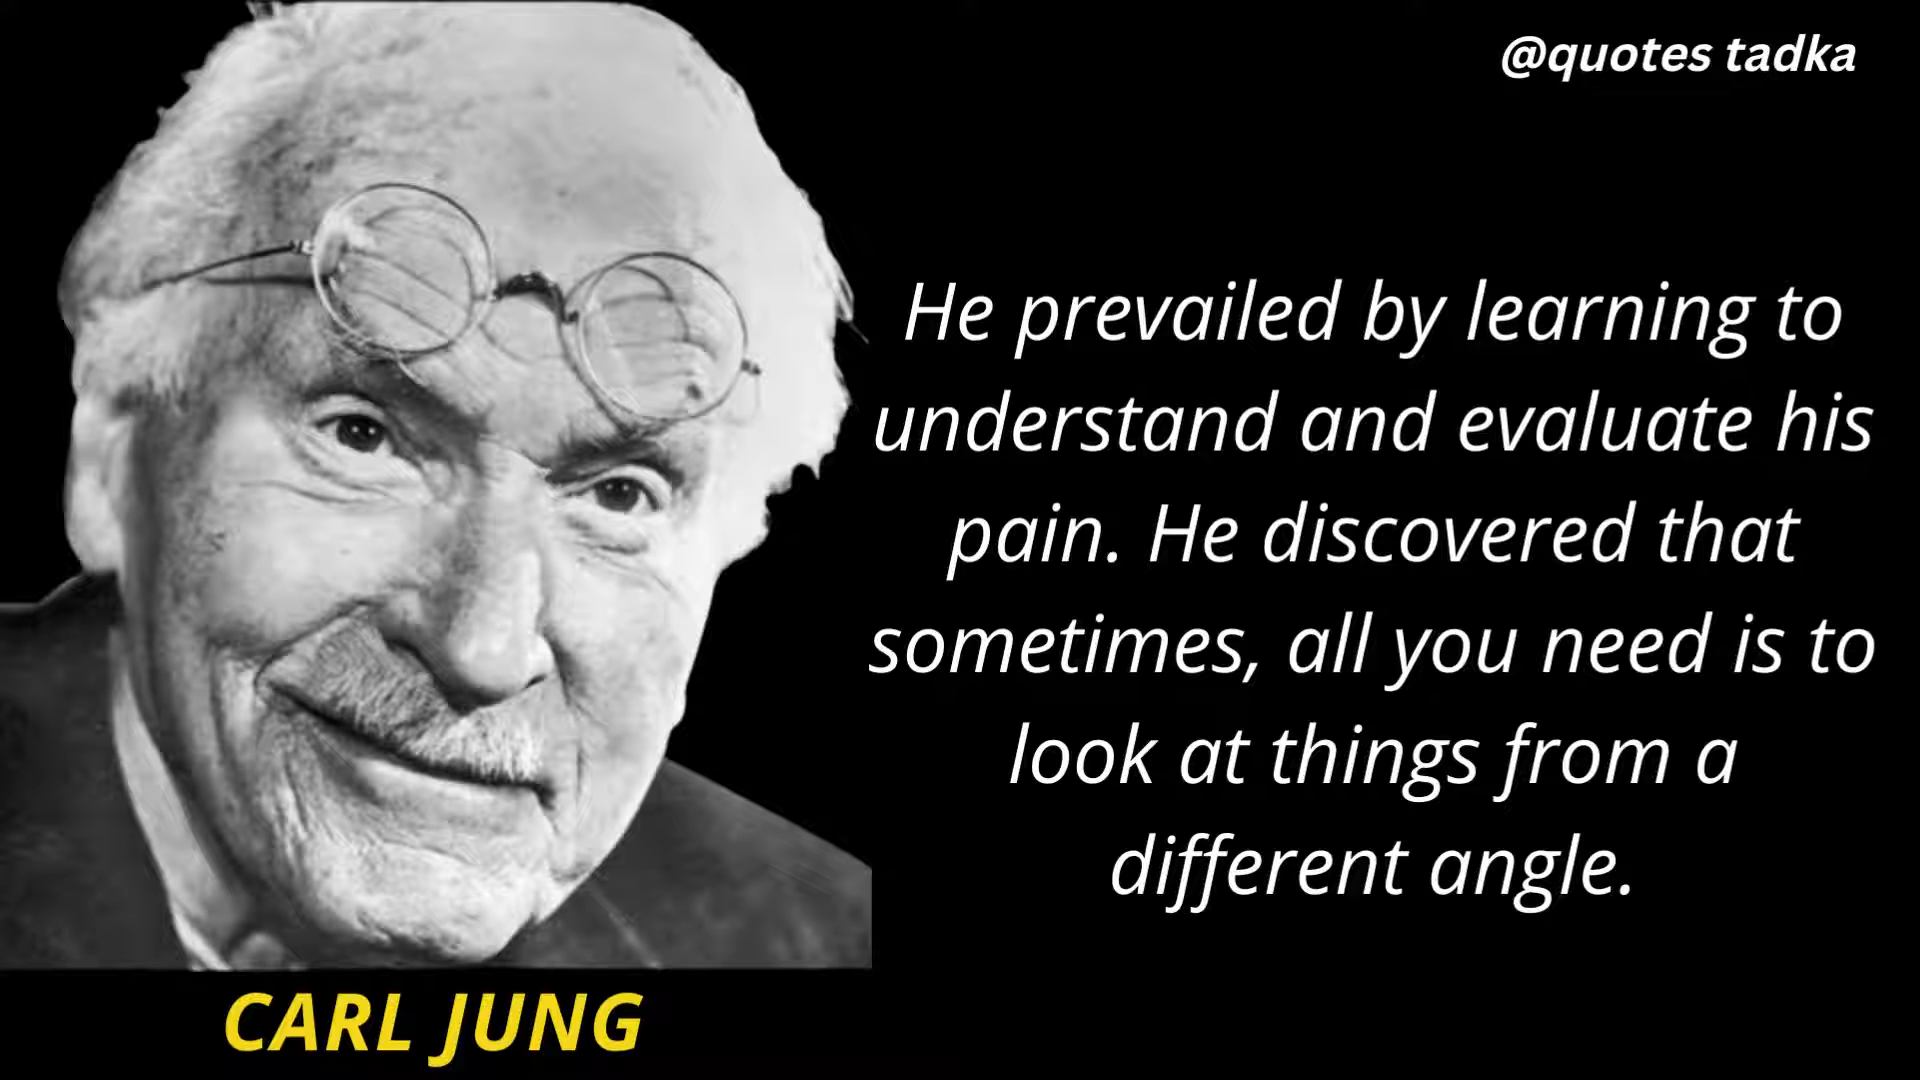 @quotes tadka
He prevailed by learning to
understand and evaluate his
pain. He discovered that
sometimes, all you need is to
look at things from a
different angle.
CARL JUNG